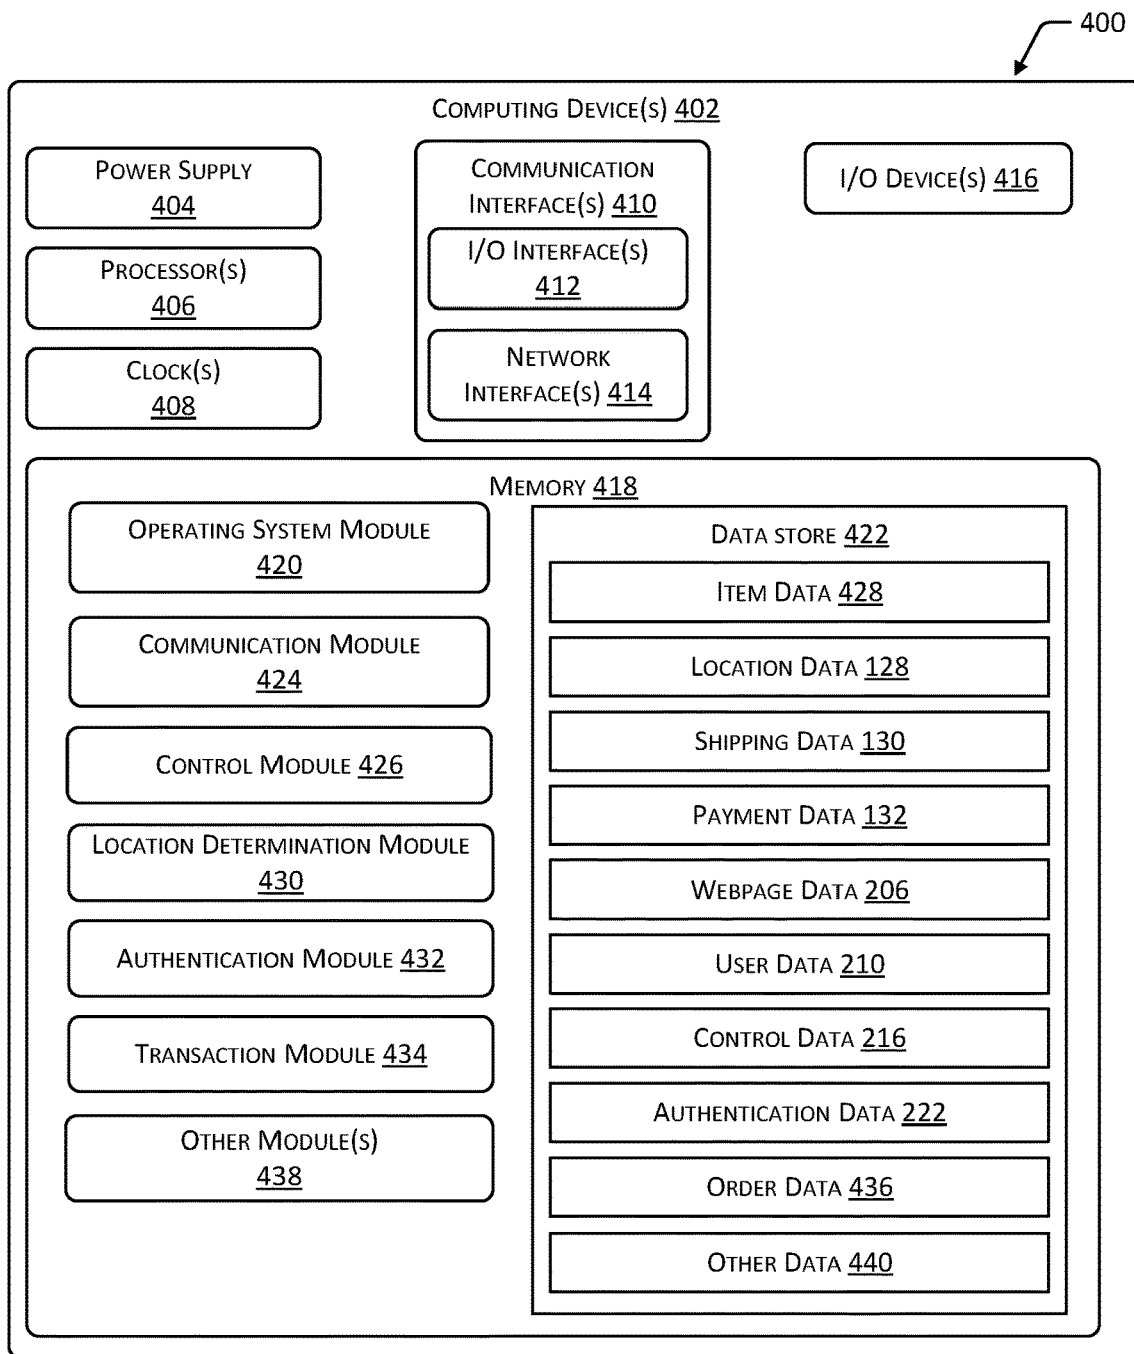 400
COMPUTING DEVICE(S) 402
POWER SUPPLY
404
PROCESSOR(S)
406
CLOCK(S)
408
COMMUNICATION
INTERFACE(S) 410
I/O INTERFACE(S)
412
NETWORK
INTERFACE(S) 414
I/O DEVICE(S) 416
MEMORY 418
OPERATING SYSTEM MODULE
420
COMMUNICATION MODULE
424
CONTROL MODULE 426
LOCATION DETERMINATION MODULE
430
AUTHENTICATION MODULE 432
TRANSACTION MODULE 434
OTHER MODULE(S)
438
DATA STORE 422
ITEM DATA 428
LOCATION DATA 128
SHIPPING DATA 130
PAYMENT DATA 132
WEBPAGE DATA 206
USER DATA 210
CONTROL DATA 216
AUTHENTICATION DATA 222
ORDER DATA 436
OTHER DATA 440